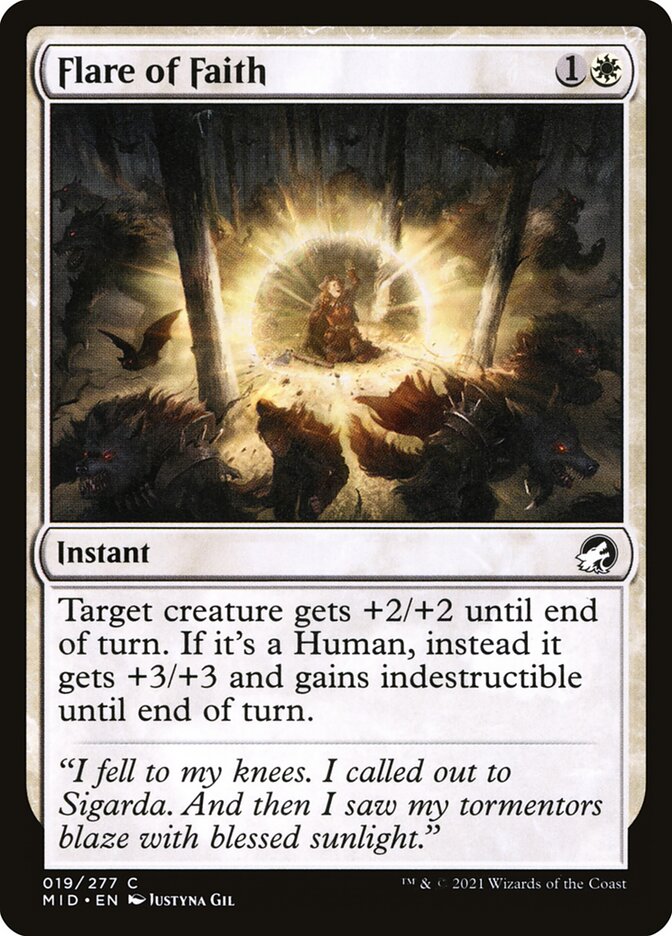 Flare of Faith 1
Instant
Target creature gets +2/+2 until end
of turn. If it's a Human, instead it
gets +3/+3 and gains indestructible
until end of turn.
“I fell to my knees. I called out to
Sigarda. And then I saw my tormentors
blaze with blessed sunlight.”
019/277 C
MID • EN Justyna Gil
™ & © 2021 Wizards of the Coast